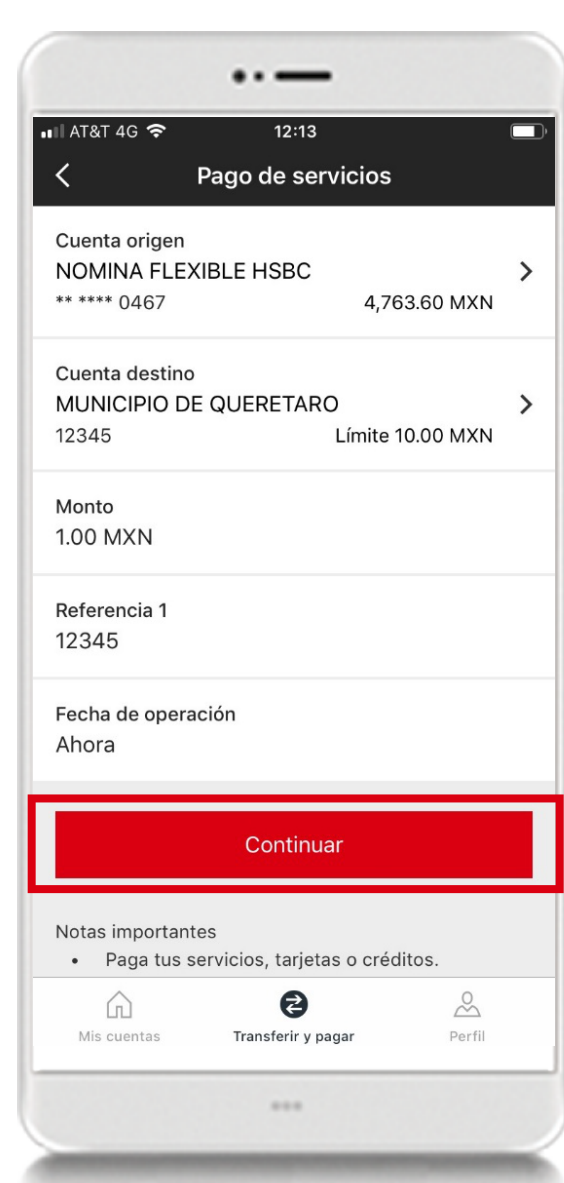 AT&T 4G 12:13
Pago de servicios
Cuenta origen
NOMINA FLEXIBLE HSBC
** **** 0467 4,763.60 MXN
Cuenta destino
MUNICIPIO DE QUERETARO
12345 Límite 10.00 MXN
Monto
1.00 MXN
Referencia 1
12345
Fecha de operación
Ahora
Continuar
Notas importantes
• Paga tus servicios, tarjetas o créditos.
Mis cuentas Transferir y pagar Perfil